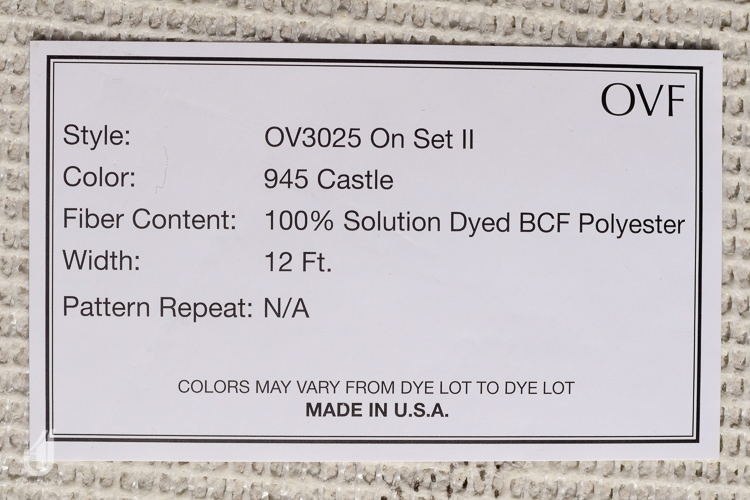 OVF
Style: OV3025 On Set II
Color: 945 Castle
Fiber Content: 100% Solution Dyed BCF Polyester
Width: 12 Ft.
Pattern Repeat: N/A
COLORS MAY VARY FROM DYE LOT TO DYE LOT
MADE IN U.S.A.